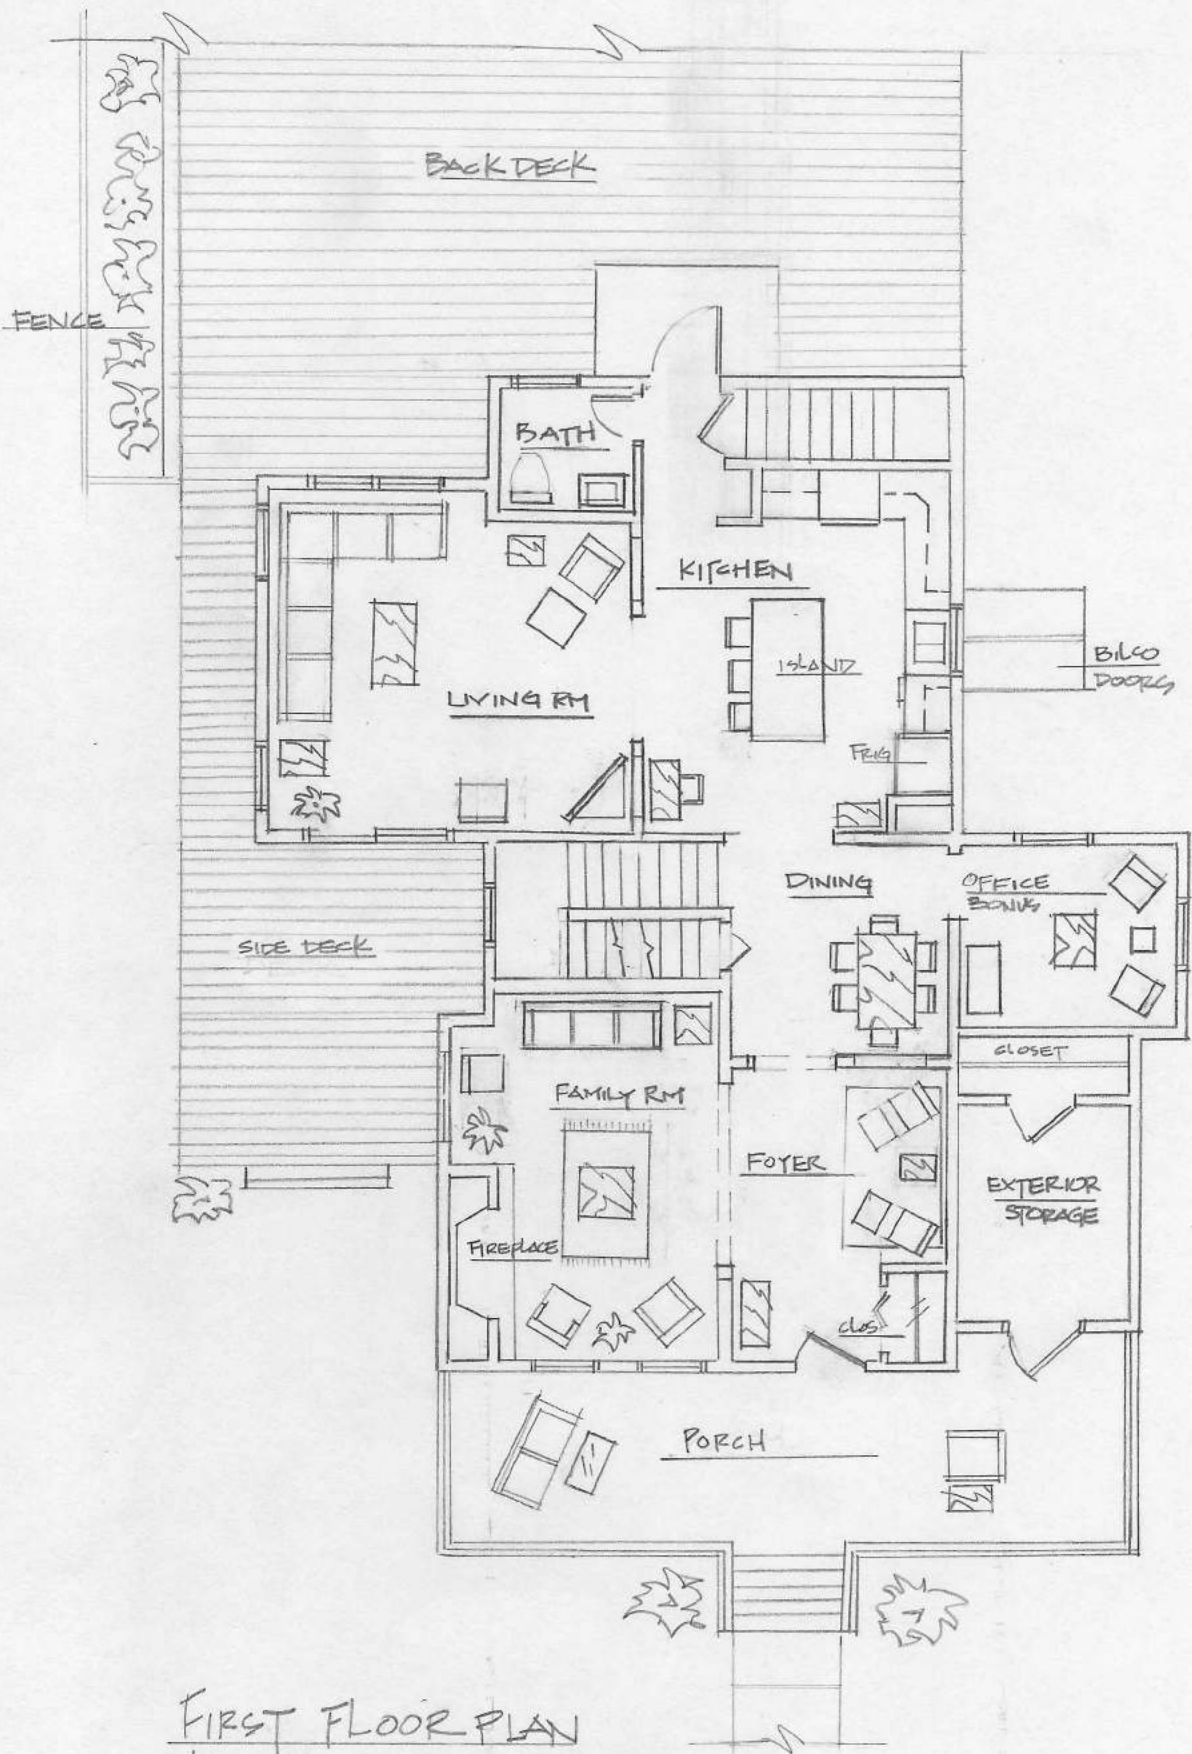 BACK DECK
FENCE
BATH
KITCHEN
ISLAND
BILCO
DOORS
LIVING RM
FRIG
DINING
OFFICE
BONUS
SIDE DECK
CLOSET
FAMILY RM
FOYER
EXTERIOR
STORAGE
FIREPLACE
CLOS
PORCH
FIRST FLOOR PLAN